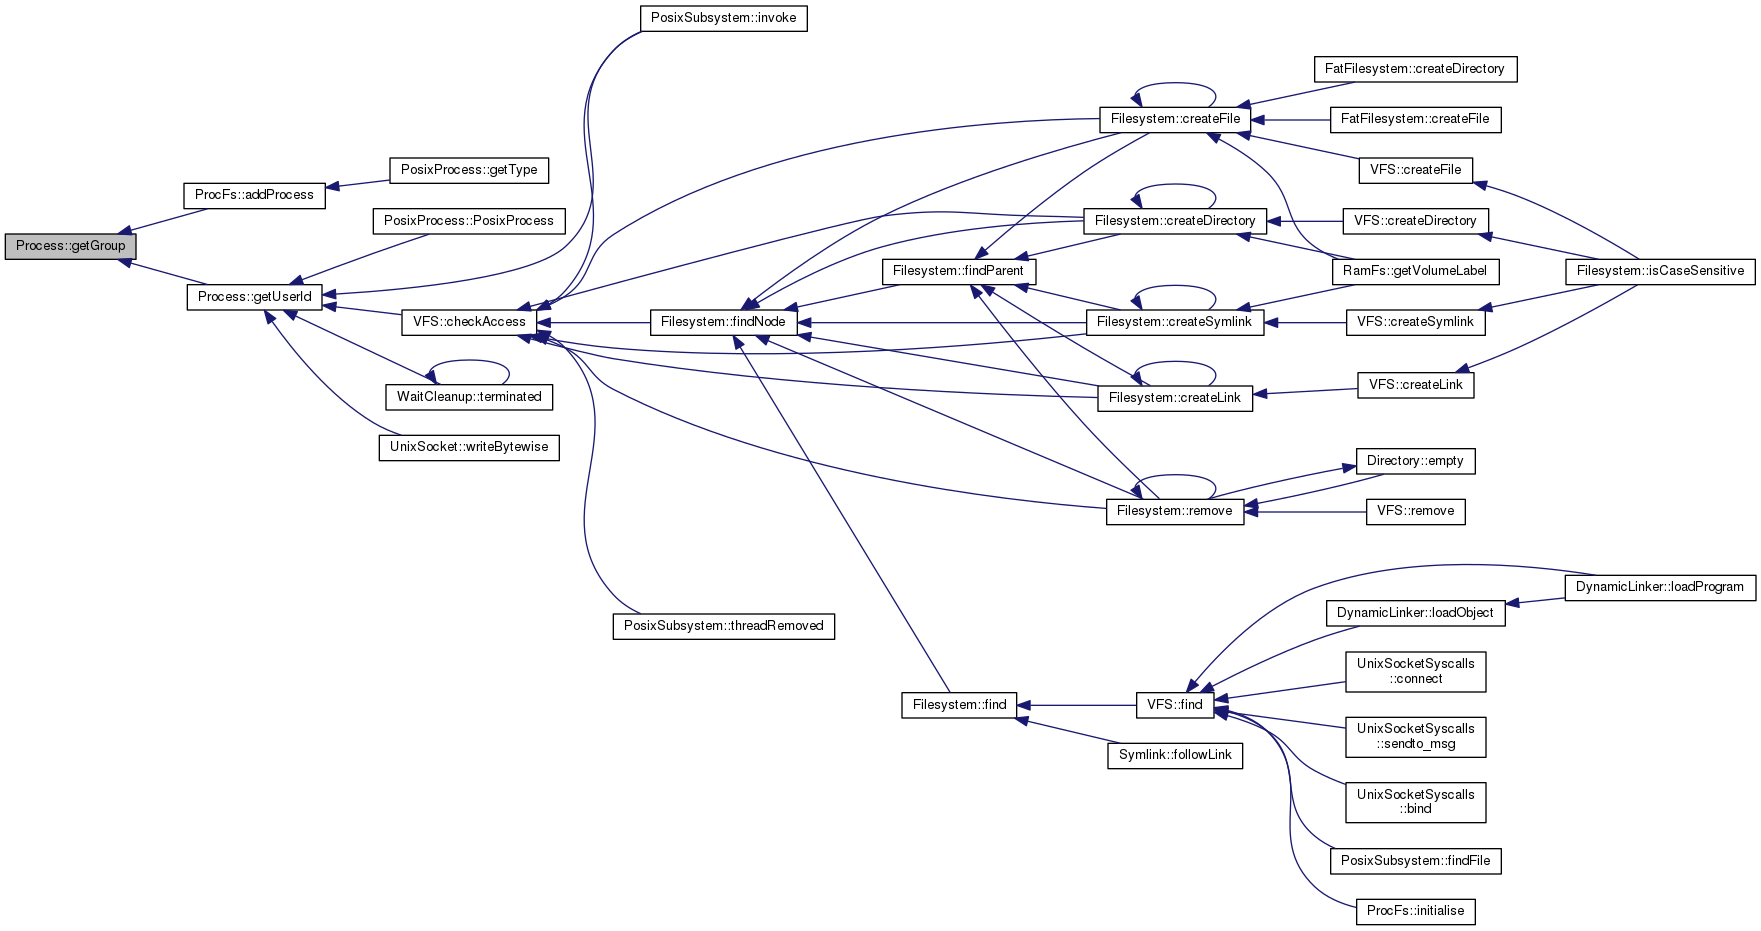 PosixSubsystem::invoke
FatFilesystem::createDirectory
Filesystem::createFile
FatFilesystem::createFile
PosixProcess::getType
VFS::createFile
ProcFs::addProcess
PosixProcess::PosixProcess
Filesystem::createDirectory
VFS::createDirectory
Process::getGroup
Filesystem::findParent
RamFs::getVolumeLabel
Filesystem::isCaseSensitive
Process::getUserId
VFS::checkAccess
Filesystem::findNode
Filesystem::createSymlink
VFS::createSymlink
WaitCleanup::terminated
Filesystem::createLink
VFS::createLink
UnixSocket::writeBytewise
Directory::empty
Filesystem::remove
VFS::remove
DynamicLinker::loadProgram
DynamicLinker::loadObject
PosixSubsystem::threadRemoved
UnixSocketSyscalls
::connect
Filesystem::find
VFS::find
UnixSocketSyscalls
::sendto_msg
Symlink::followLink
UnixSocketSyscalls
::bind
PosixSubsystem::findFile
ProcFs::initialise